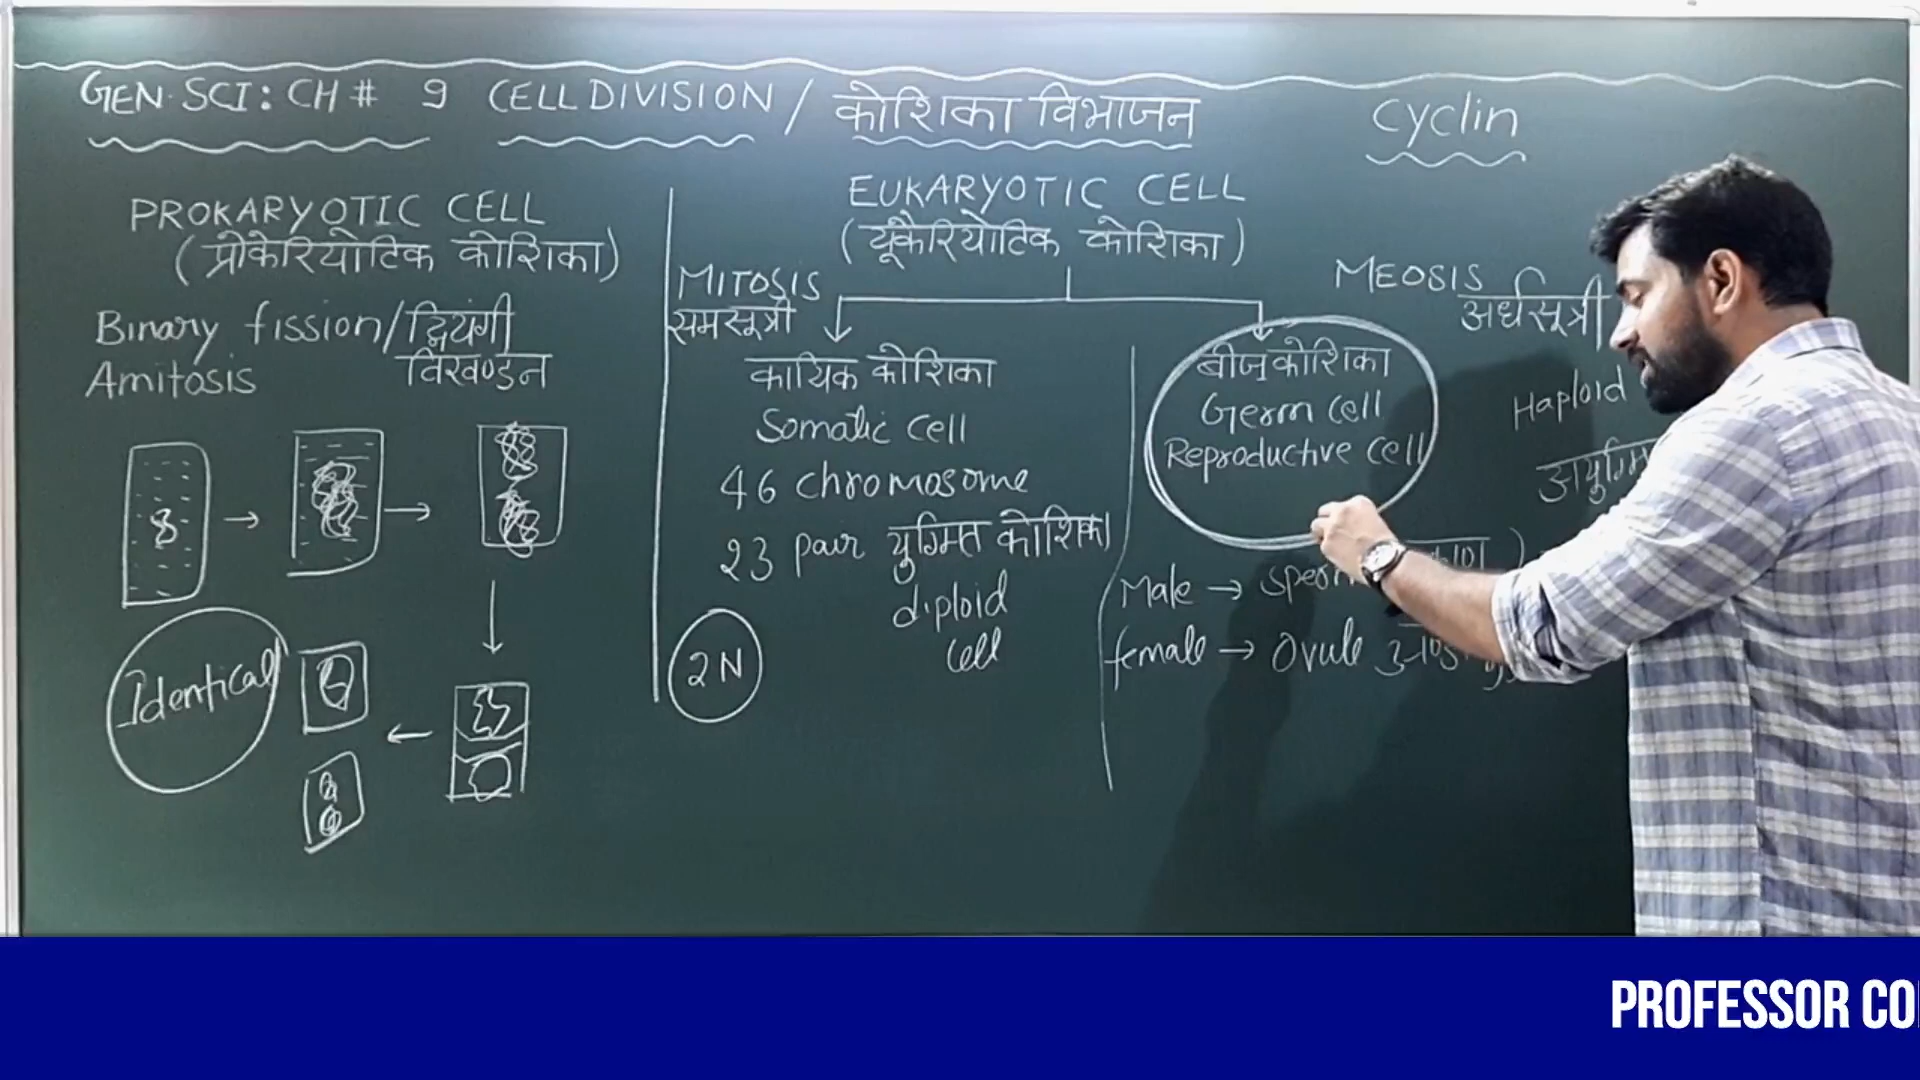 GEN. SCI: CH # 9 CELL DIVISION / कोशिका विभाजन
Cyclin
PROKARYOTIC CELL
(प्रोकेरियोटिक कोशिका)
Binary fission/द्वियंगी
विखण्डन
Amitosis
Identical
EUKARYOTIC CELL
(यूकैरियोटिक कोशिका)
MITOSIS
समसूत्री
कायिक कोशिका
Somatic cell
46 chromosome
23 pair युग्मित कोशिका
diploid
cell
2N
MEOSIS
अर्धसूत्री
बीजकोशिका
Germ cell
Reproductive cell
Haploid
Male → sperm
female → Ovule
PROFESSOR